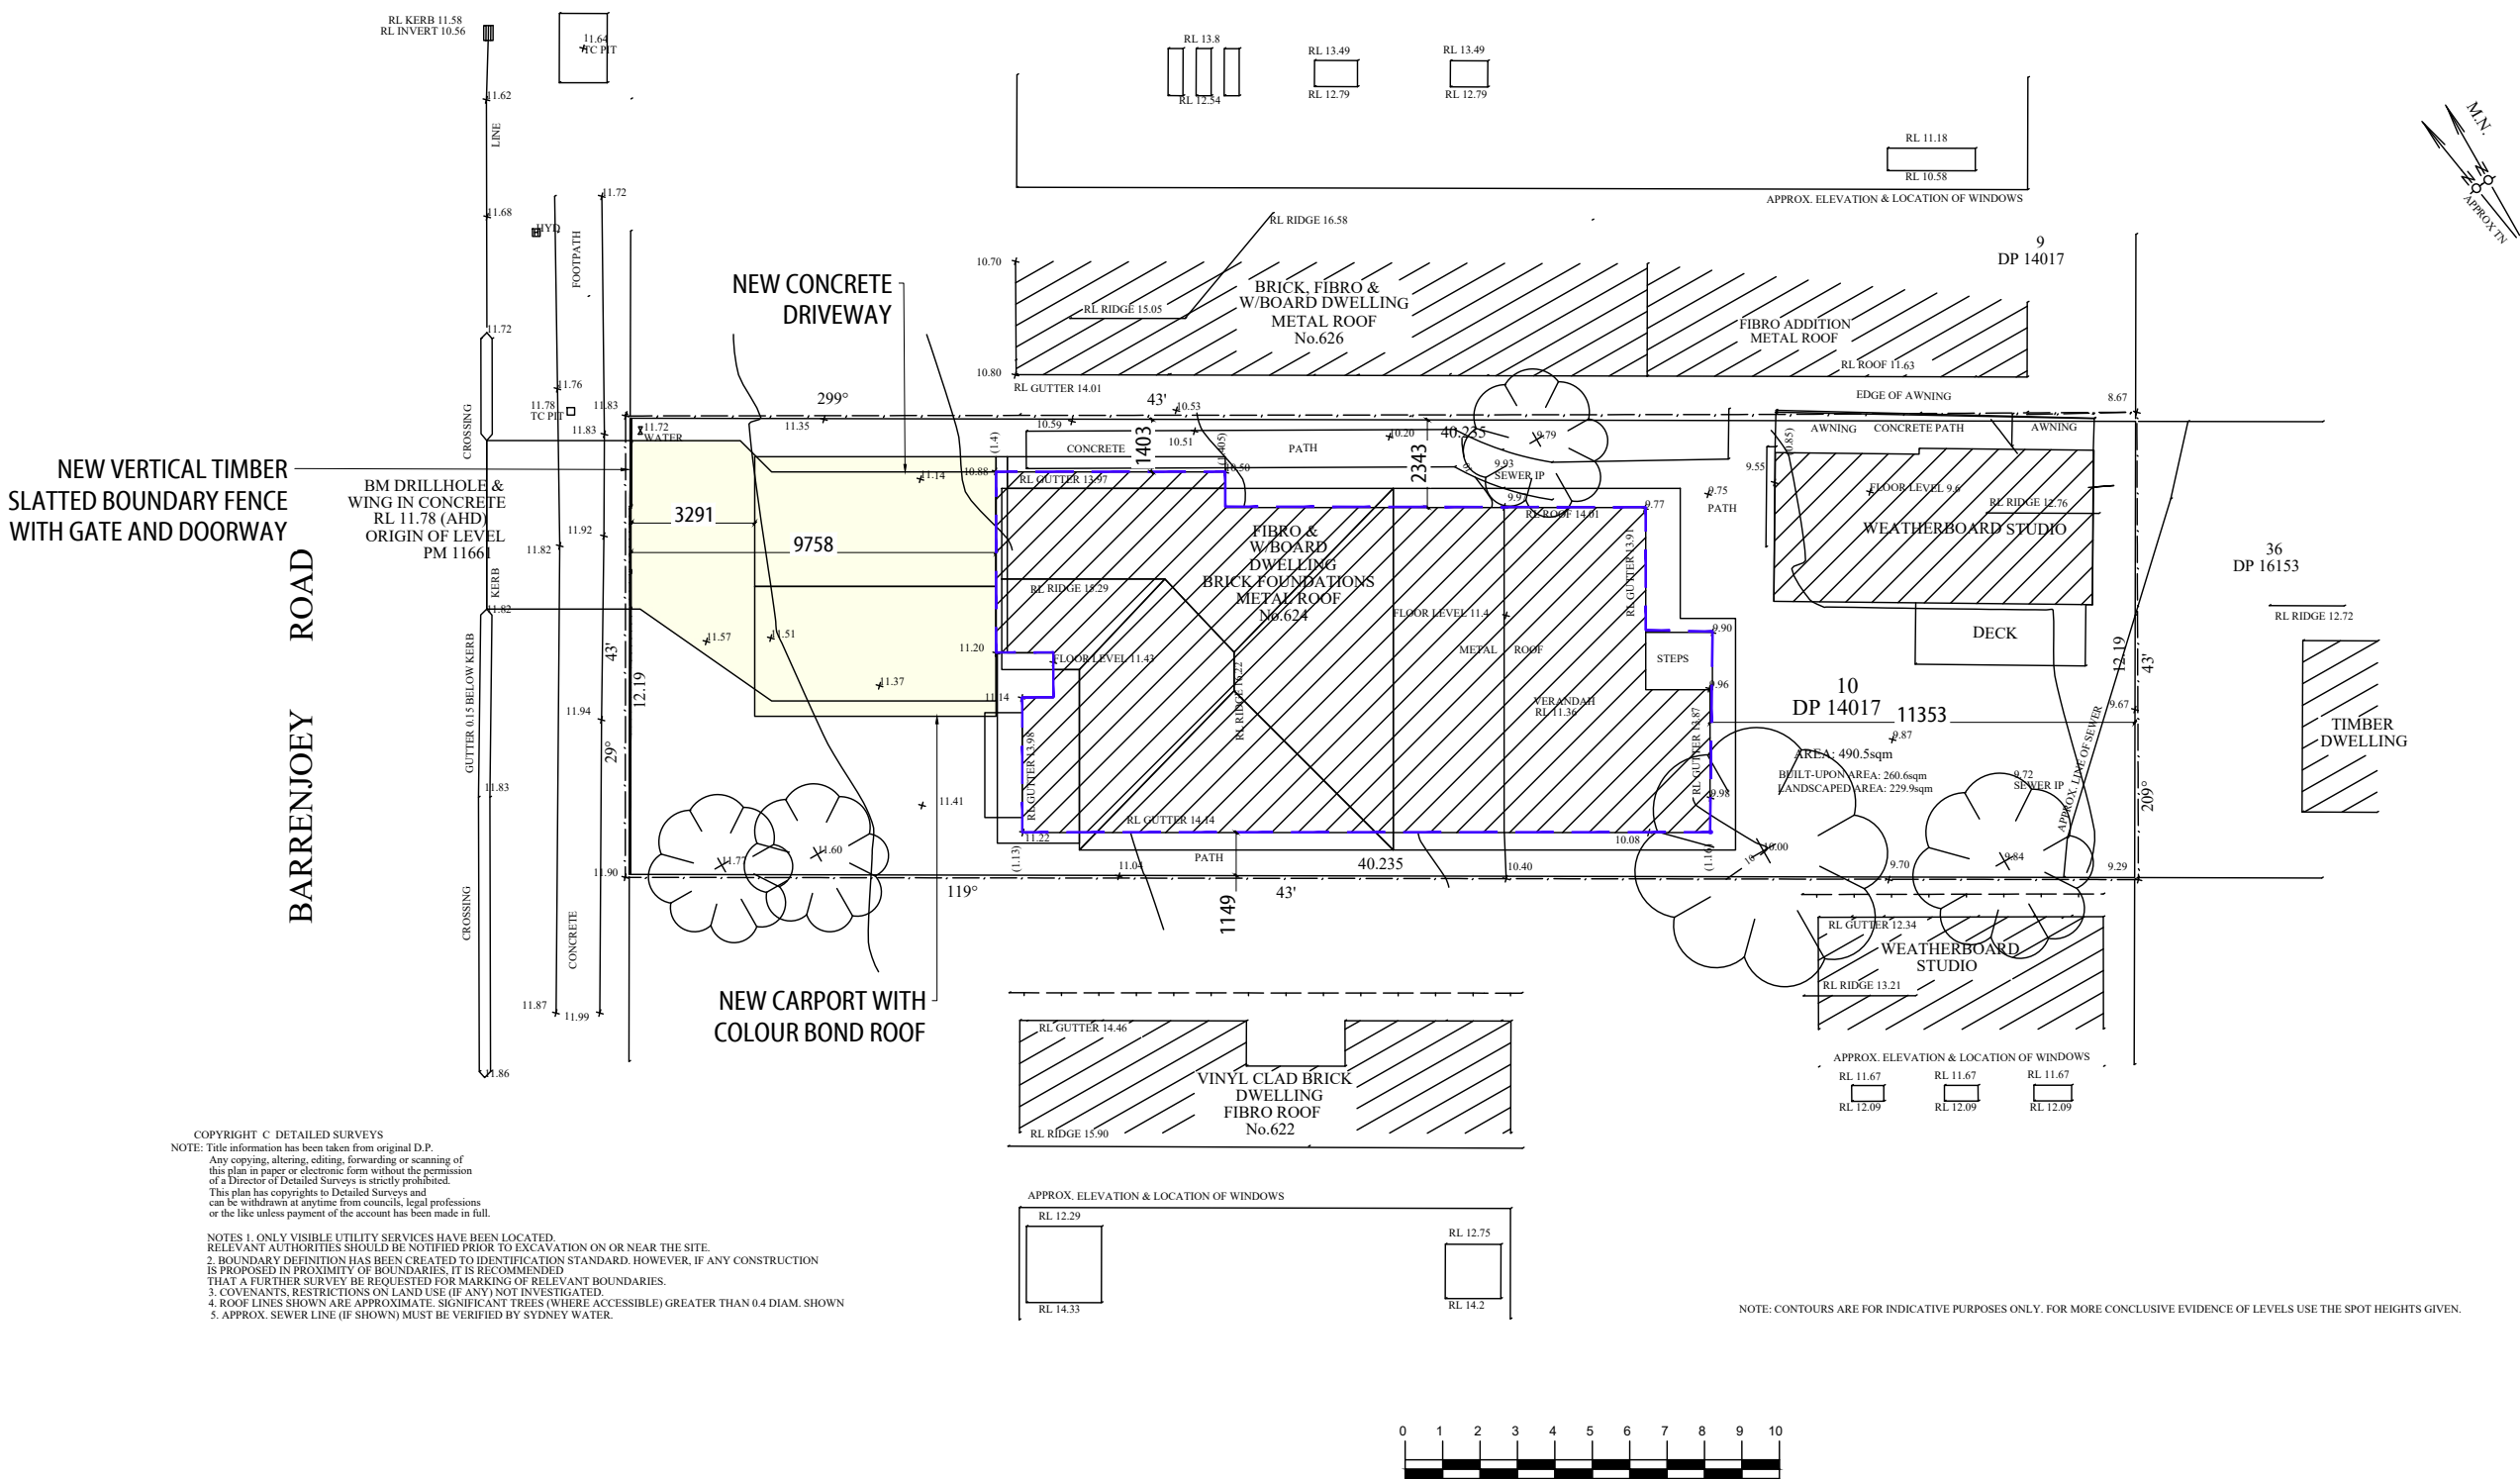 RL KERB 11.58
RL INVERT 10.56
11.64
TC PIT
RL 13.8
RL 12.54
RL 13.49
RL 12.79
RL 13.49
RL 12.79
RL 11.18
RL 10.58
APPROX. ELEVATION & LOCATION OF WINDOWS
M.N.
N
N
APPROX TN
11.62
LINE
11.68
11.72
HYD
FOOTPATH
11.72
RL RIDGE 16.58
9
DP 14017
10.70
BRICK, FIBRO &
W/BOARD DWELLING
METAL ROOF
No.626
RL RIDGE 15.05
FIBRO ADDITION
METAL ROOF
RL ROOF 11.63
10.80
RL GUTTER 14.01
NEW CONCRETE
DRIVEWAY
11.76
11.78
TC PIT
11.83
11.83
11.72
WATER
299°
43'
11.35
10.53
10.59
10.51
CONCRETE
PATH
10.20
40.235
9.79
9.93
SEWER IP
9.97
EDGE OF AWNING
8.67
AWNING
CONCRETE PATH
AWNING
(0.85)
9.55
FLOOR LEVEL 9.6
RL RIDGE 12.76
WEATHERBOARD STUDIO
9.75
PATH
36
DP 16153
RL RIDGE 12.72
TIMBER
DWELLING
CROSSING
NEW VERTICAL TIMBER
SLATTED BOUNDARY FENCE
WITH GATE AND DOORWAY
BM DRILLHOLE &
WING IN CONCRETE
RL 11.78 (AHD)
ORIGIN OF LEVEL
PM 11661
11.92
11.82
3291
9758
(1.4)
1403
(1.405)
2343
10.88
11.14
10.50
RL GUTTER 13.97
RL ROOF 14.01
9.77
FIBRO &
W/BOARD
DWELLING
BRICK FOUNDATIONS
METAL ROOF
No.624
RL RIDGE 15.29
FLOOR LEVEL 11.4
RL GUTTER 13.91
KERB
11.82
11.57
11.51
11.20
FLOOR LEVEL 11.43
METAL
ROOF
9.90
STEPS
9.96
DECK
12.19
43'
11.37
11.14
RL RIDGE 15.22
VERANDAH
RL 11.36
10
DP 14017
11353
9.87
AREA: 490.5sqm
BUILT-UPON AREA: 260.6sqm
LANDSCAPED AREA: 229.9sqm
9.67
43'
12.19
29°
11.94
BARRENJOEY ROAD
GUTTER 0.15 BELOW KERB
11.83
11.41
RL GUTTER 13.98
RL GUTTER 14.14
RL GUTTER 13.87
9.98
9.72
SEWER IP
APPROX. LINE OF SEWER
209°
11.77
11.60
11.22
(1.13)
PATH
11.04
10.08
10.40
(1.16)
10
10.00
9.84
9.70
9.29
11.90
119°
40.235
43'
1149
CROSSING
CONCRETE
11.87
11.99
11.86
NEW CARPORT WITH
COLOUR BOND ROOF
RL GUTTER 14.46
VINYL CLAD BRICK
DWELLING
FIBRO ROOF
No.622
RL RIDGE 15.90
RL GUTTER 12.34
WEATHERBOARD
STUDIO
RL RIDGE 13.21
APPROX. ELEVATION & LOCATION OF WINDOWS
RL 11.67
RL 12.09
RL 11.67
RL 12.09
RL 11.67
RL 12.09
COPYRIGHT C DETAILED SURVEYS
NOTE: Title information has been taken from original D.P.
Any copying, altering, editing, forwarding or scanning of
this plan in paper or electronic form without the permission
of a Director of Detailed Surveys is strictly prohibited.
This plan has copyrights to Detailed Surveys and
can be withdrawn at anytime from councils, legal professions
or the like unless payment of the account has been made in full.
NOTES 1. ONLY VISIBLE UTILITY SERVICES HAVE BEEN LOCATED.
RELEVANT AUTHORITIES SHOULD BE NOTIFIED PRIOR TO EXCAVATION ON OR NEAR THE SITE.
2. BOUNDARY DEFINITION HAS BEEN CREATED TO IDENTIFICATION STANDARD. HOWEVER, IF ANY CONSTRUCTION
IS PROPOSED IN PROXIMITY OF BOUNDARIES, IT IS RECOMMENDED
THAT A FURTHER SURVEY BE REQUESTED FOR MARKING OF RELEVANT BOUNDARIES.
3. COVENANTS, RESTRICTIONS ON LAND USE (IF ANY) NOT INVESTIGATED.
4. ROOF LINES SHOWN ARE APPROXIMATE. SIGNIFICANT TREES (WHERE ACCESSIBLE) GREATER THAN 0.4 DIAM. SHOWN
5. APPROX. SEWER LINE (IF SHOWN) MUST BE VERIFIED BY SYDNEY WATER.
APPROX. ELEVATION & LOCATION OF WINDOWS
RL 12.29
RL 14.33
RL 12.75
RL 14.2
NOTE: CONTOURS ARE FOR INDICATIVE PURPOSES ONLY. FOR MORE CONCLUSIVE EVIDENCE OF LEVELS USE THE SPOT HEIGHTS GIVEN.
0 1 2 3 4 5 6 7 8 9 10